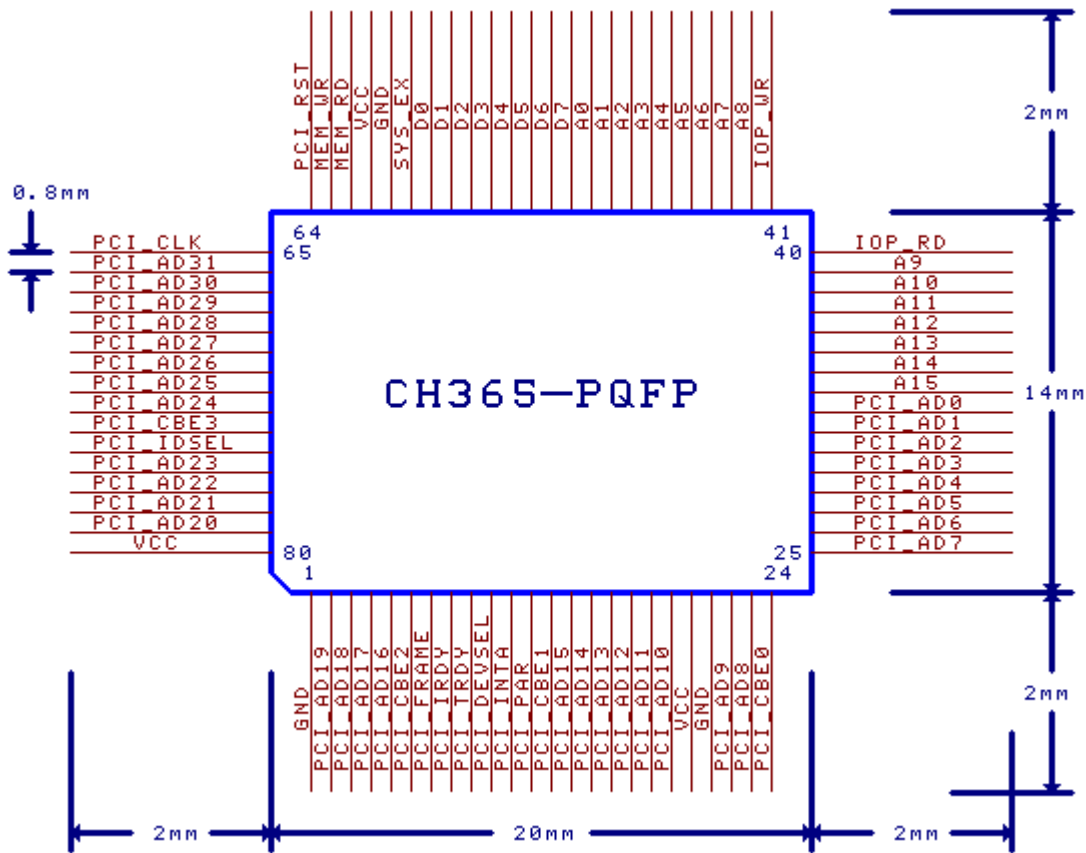 PCI_RST
MEM_WR
MEM_RD
VCC
GND
SYS_EX
D0
D1
D2
D3
D4
D5
D6
D7
A0
A1
A2
A3
A4
A5
A6
A7
A8
IOP_WR
2mm
0.8mm
64
41
65
40
PCI_CLK
PCI_AD31
PCI_AD30
PCI_AD29
PCI_AD28
PCI_AD27
PCI_AD26
PCI_AD25
PCI_AD24
PCI_CBE3
PCI_IDSEL
PCI_AD23
PCI_AD22
PCI_AD21
PCI_AD20
VCC
CH365-PQFP
IOP_RD
A9
A10
A11
A12
A13
A14
A15
PCI_AD0
PCI_AD1
PCI_AD2
PCI_AD3
PCI_AD4
PCI_AD5
PCI_AD6
PCI_AD7
14mm
80
25
1
24
GND
PCI_AD19
PCI_AD18
PCI_AD17
PCI_AD16
PCI_CBE2
PCI_FRAME
PCI_IRDY
PCI_TRDY
PCI_DEVSEL
PCI_INTA
PCI_PAR
PCI_CBE1
PCI_AD15
PCI_AD14
PCI_AD13
PCI_AD12
PCI_AD11
PCI_AD10
VCC
GND
PCI_AD9
PCI_AD8
PCI_CBE0
2mm
2mm
20mm
2mm